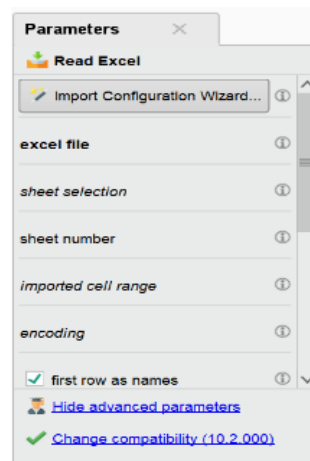 Parameters
Read Excel
Import Configuration Wizard...
excel file
sheet selection
sheet number
imported cell range
encoding
first row as names
Hide advanced parameters
Change compatibility (10.2.000)